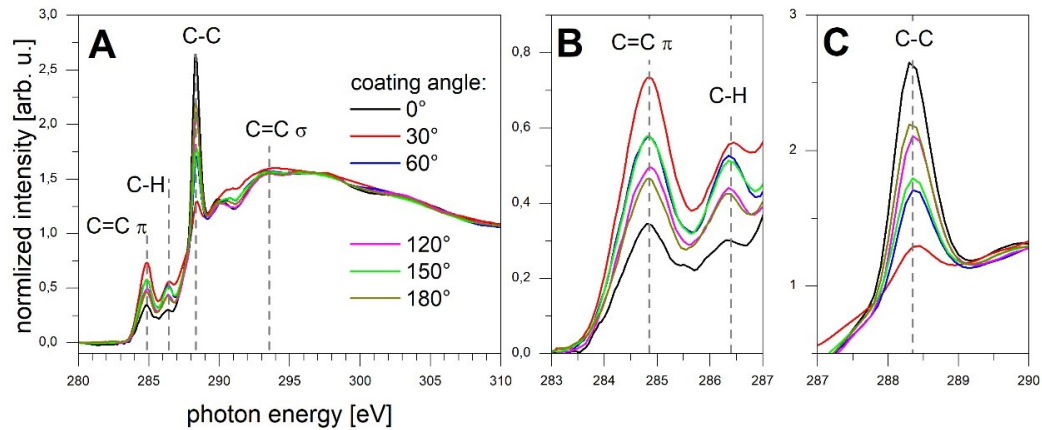 A
B
C
C-C
C=C π
C-H
C=C σ
coating angle:
0°
30°
60°
120°
150°
180°
C=C π
C-H
C-C
normlized intensity [arb. u.]
3,0
2,5
2,0
1,5
1,0
0,5
0,0
280 285 290 295 300 305 310
0,8
0,6
0,4
0,2
0,0
283 284 285 286 287
3
2
1
287 288 289 290
photon energy [eV]